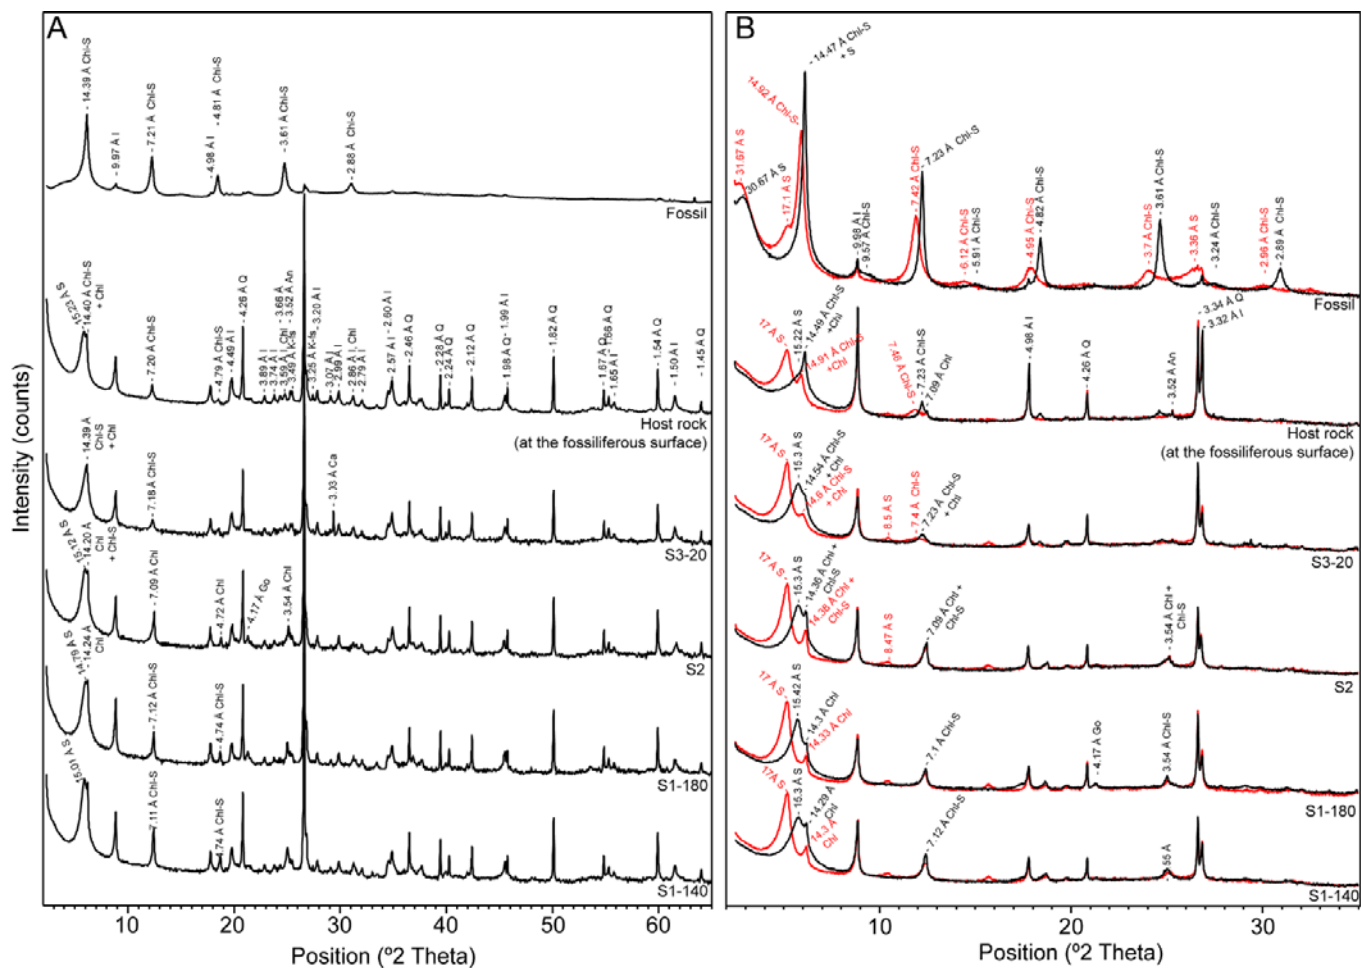 A
- 14.39 Å Chl-S
- 9.97 Å I
- 7.21 Å Chl-S
- 4.98 Å I
- 4.81 Å Chl-S
- 3.61 Å Chl-S
- 2.88 Å Chl-S
Fossil
15.23 Å S
- 14.40 Å Chl-S
+ Chl
- 7.20 Å Chl-S
- 4.79 Å Chl-S
- 4.49 Å I
- 4.26 Å Q
- 3.89 Å I
- 3.74 Å I
- 3.66 Å
- 3.52 Å An
- 3.49 Å K-fs
- 3.25 Å K-fs
- 3.20 Å I
- 3.07 Å I
- 2.99 Å I
- 2.86 Å I, Chl
- 2.79 Å I
- 2.57 Å I
- 2.60 Å I
- 2.46 Å Q
- 2.28 Å Q
- 2.24 Å Q
- 2.12 Å Q
- 1.98 Å Q
- 1.99 Å I
- 1.82 Å Q
- 1.67 Å Q
- 1.66 Å Q
- 1.65 Å I
- 1.54 Å Q
- 1.50 Å I
- 1.45 Å Q
Host rock
(at the fossiliferous surface)
- 14.39 Å
Chl-S
+ Chl
- 7.18 Å Chl-S
- 3.03 Å Ca
S3-20
15.12 Å S
- 14.20 Å
Chl
+ Chl-S
- 7.09 Å Chl
- 4.72 Å Chl
- 4.17 Å Go
- 3.54 Å Chl
S2
14.79 Å S
- 14.24 Å
Chl
- 7.12 Å Chl-S
- 4.74 Å Chl-S
S1-180
15.01 Å S
7.11 Å Chl-S
.74 Å Chl-S
S1-140
10
20
30
40
50
60
Position (º2 Theta)
Intensity (counts)
B
- 31.67 Å S
30.67 Å S
- 17.1 Å S
14.92 Å Chl-S-
- 14.47 Å Chl-S
+ S
- 9.98 Å I
- 9.57 Å Chl-S
- 7.42 Å Chl-S
- 7.23 Å Chl-S
- 6.12 Å Chl-S
- 5.91 Å Chl-S
- 4.95 Å Chl-S
- 4.82 Å Chl-S
- 3.7 Å Chl-S
- 3.61 Å Chl-S
- 3.36 Å S
- 3.24 Å Chl-S
- 2.96 Å Chl-S
- 2.89 Å Chl-S
Fossil
17 Å S -
- 15.22 Å S
- 14.49 Å Chl-S
+Chl
- 14.91 Å Chl-S
+Chl
7.46 Å Chl-S
- 7.23 Å Chl-S
- 7.09 Å Chl
- 4.98 Å I
- 4.26 Å Q
- 3.52 Å An
- 3.34 Å Q
- 3.32 Å I
Host rock
(at the fossiliferous surface)
17 Å S -
- 15.3 Å S
- 14.54 Å Chl-S
+ Chl
- 14.6 Å Chl-S
+ Chl
- 8.5 Å S
- 7.4 Å Chl-S
- 7.23 Å Chl-S
+ Chl
S3-20
17 Å S -
- 15.3 Å S
- 14.36 Å Chl +
Chl-S
- 14.38 Å Chl +
Chl-S
- 8.47 Å S
- 7.09 Å Chl +
Chl-S
- 3.54 Å Chl +
Chl-S
S2
17 Å S -
- 15.42 Å S
- 14.3 Å Chl
- 14.33 Å Chl
- 7.1 Å Chl-S
- 4.17 Å Go
3.54 Å Chl-S
S1-180
17Å S -
- 15.3 Å S
- 14.29 Å
Chl
- 14.3 Å
Chl
- 7.12 Å Chl-S
S1-140
10
20
30
Position (º2 Theta)